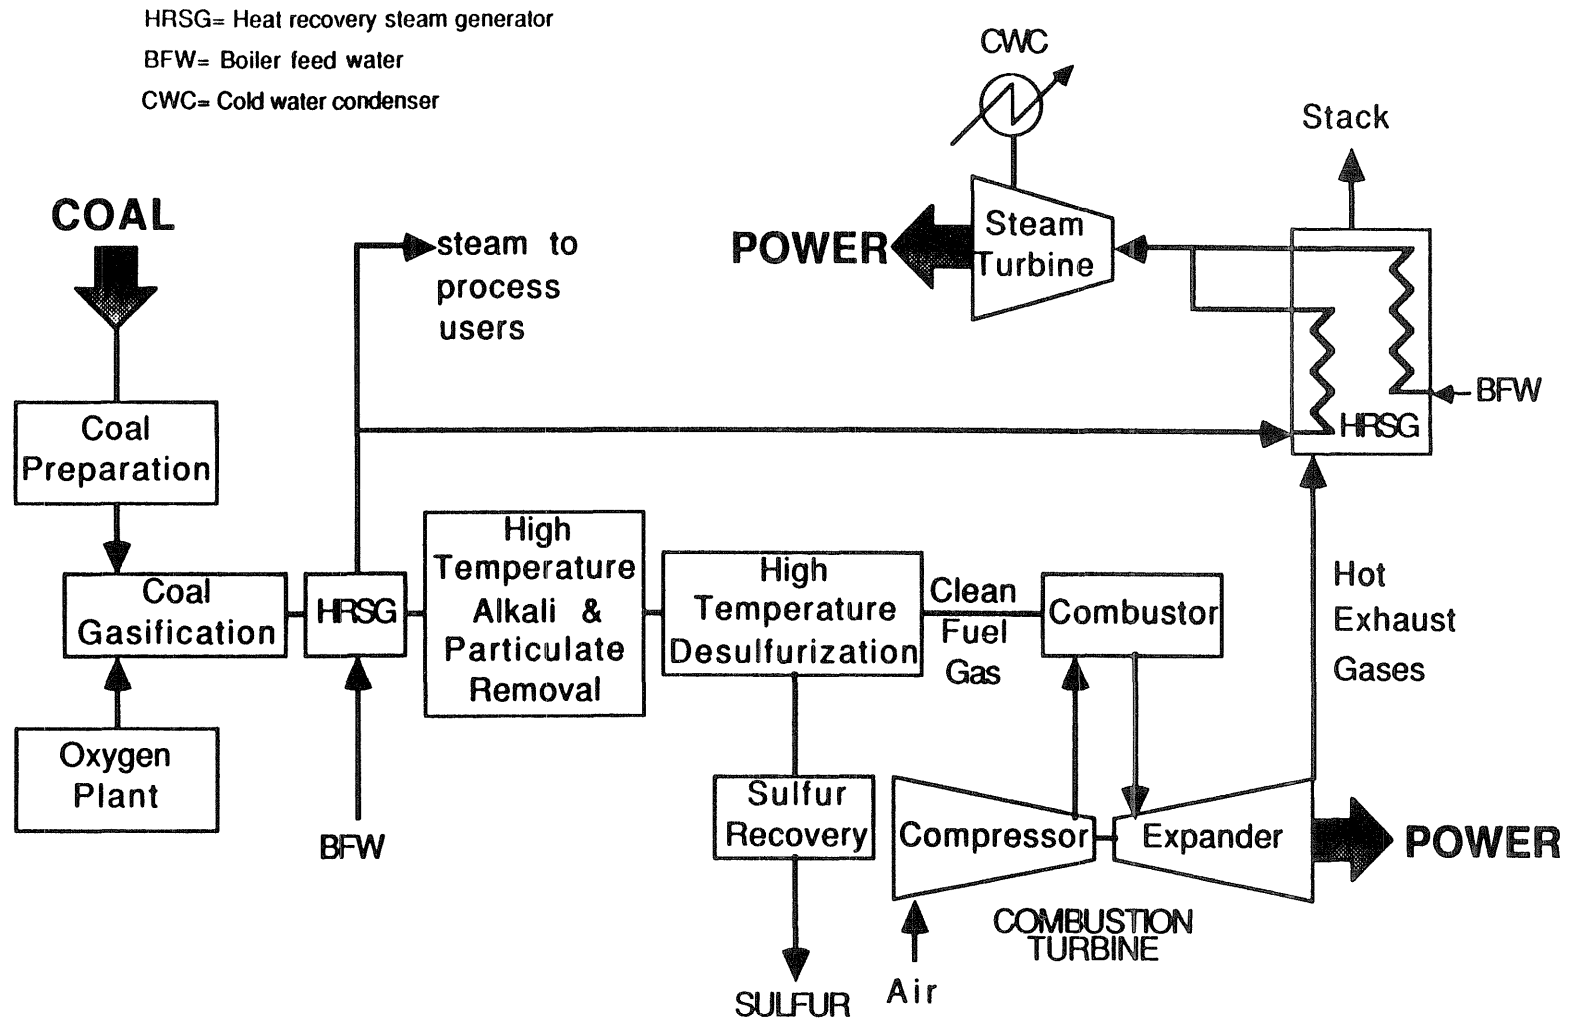 HRSG= Heat recovery steam generator
BFW= Boiler feed water
CWC= Cold water condenser
CWC
Stack
COAL
steam to
process
users
POWER
Steam
Turbine
BFW
HRSG
Coal
Preparation
Coal
Gasification
HRSG
High
Temperature
Alkali &
Particulate
Removal
High
Temperature
Desulfurization
Clean
Fuel
Gas
Combustor
Hot
Exhaust
Gases
Oxygen
Plant
BFW
Sulfur
Recovery
Compressor
Expander
POWER
COMBUSTION
TURBINE
Air
SULFUR